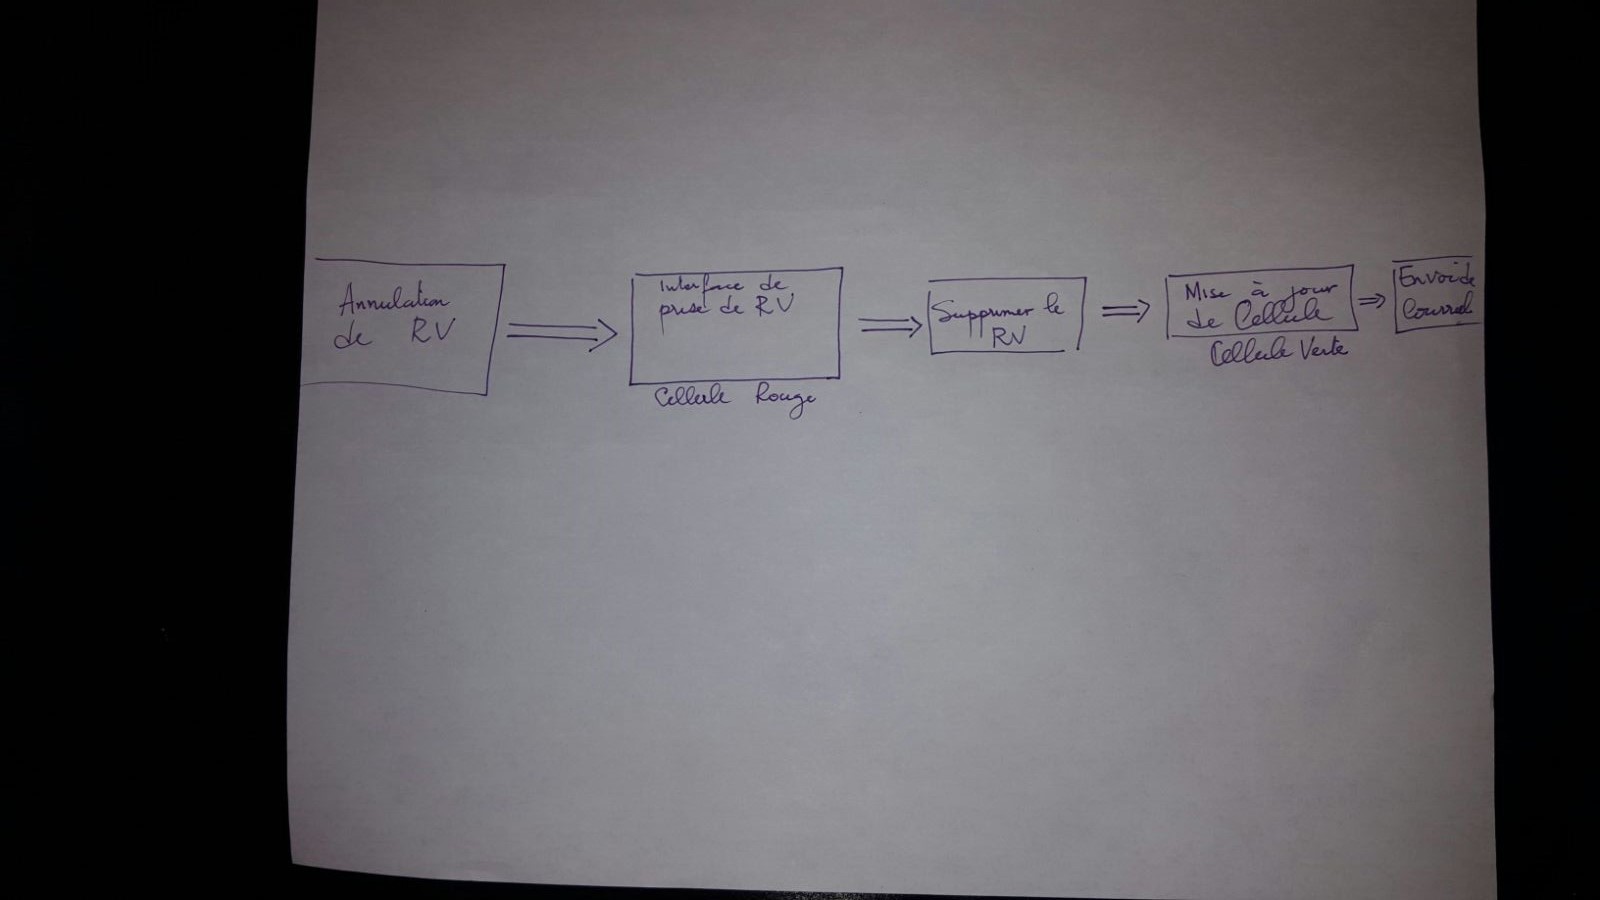 Annulation
de RV
Interface de
prise de RV
Cellule Rouge
Supprimer le
RV
Mise à jour
de Cellule
Cellule Verte
Envoi de
Courriel